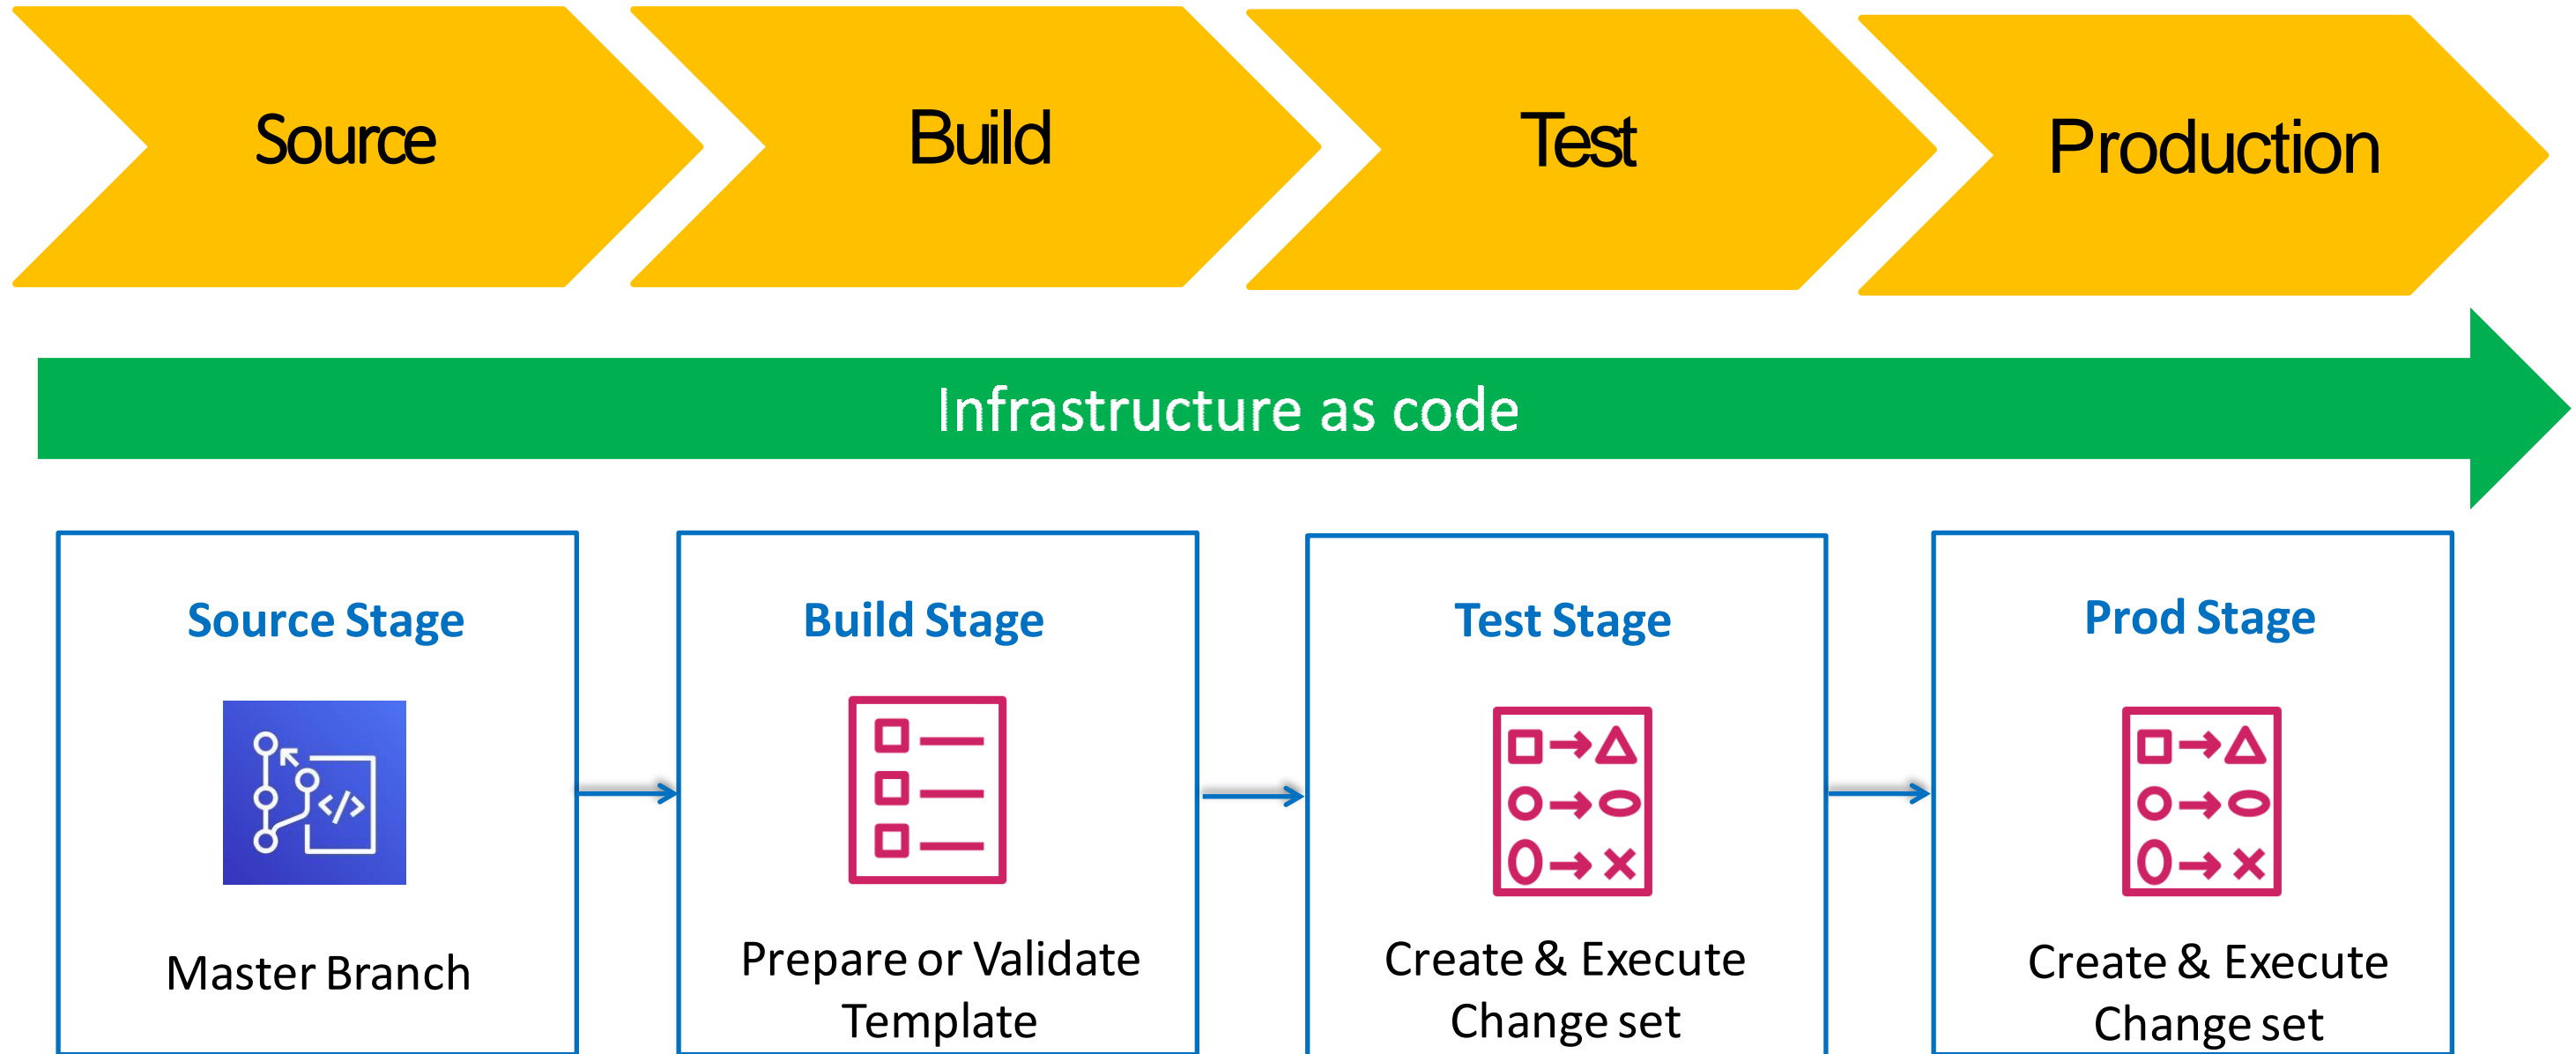 Source
Build
Test
Production
Infrastructure as code
Source Stage
</>
Master Branch
Build Stage
Prepare or Validate
Template
Test Stage
Create & Execute
Change set
Prod Stage
Create & Execute
Change set